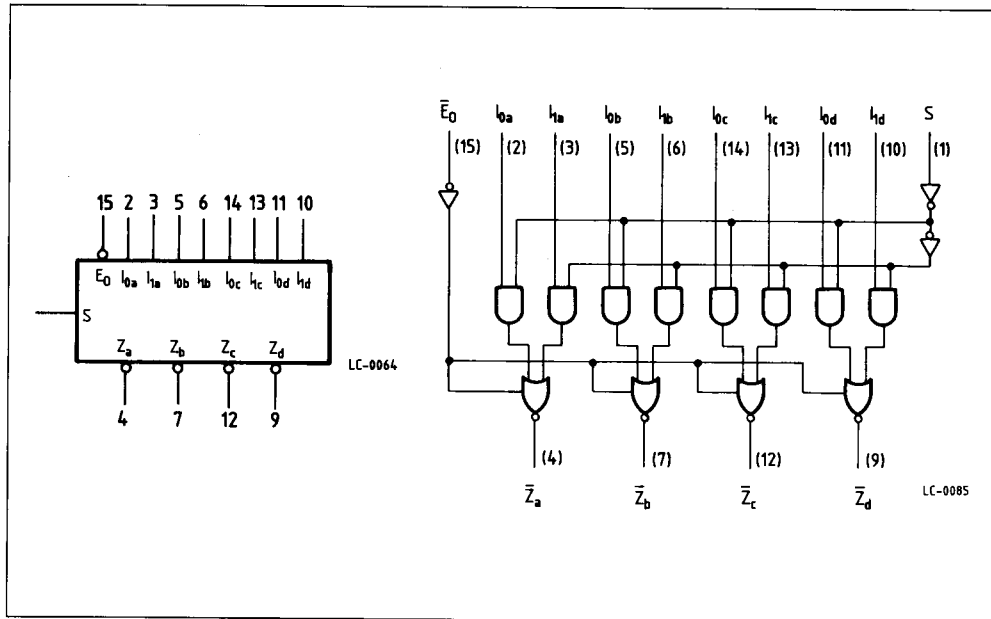 15 2 3 5 6 14 13 11 10
E0 I0a I1a I0b I1b I0c I1c I0d I1d
S
Za Zb Zc Zd
LC-0064
4 7 12 9
E̅0 I0a I1a I0b I1b I0c I1c I0d I1d S
(15) (2) (3) (5) (6) (14) (13) (11) (10) (1)
(4) (7) (12) (9)
Z̅a Z̅b Z̅c Z̅d
LC-0085